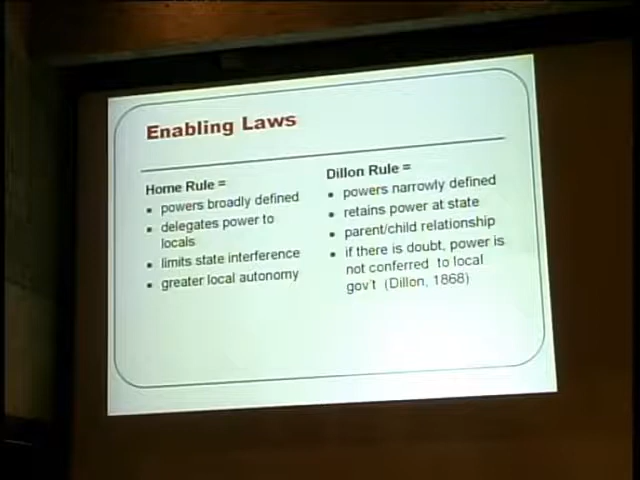 Enabling Laws
Home Rule =
• powers broadly defined
• delegates power to
locals
• limits state interference
• greater local autonomy
Dillon Rule =
• powers narrowly defined
• retains power at state
• parent/child relationship
• if there is doubt, power is
not conferred to local
gov't (Dillon, 1868)